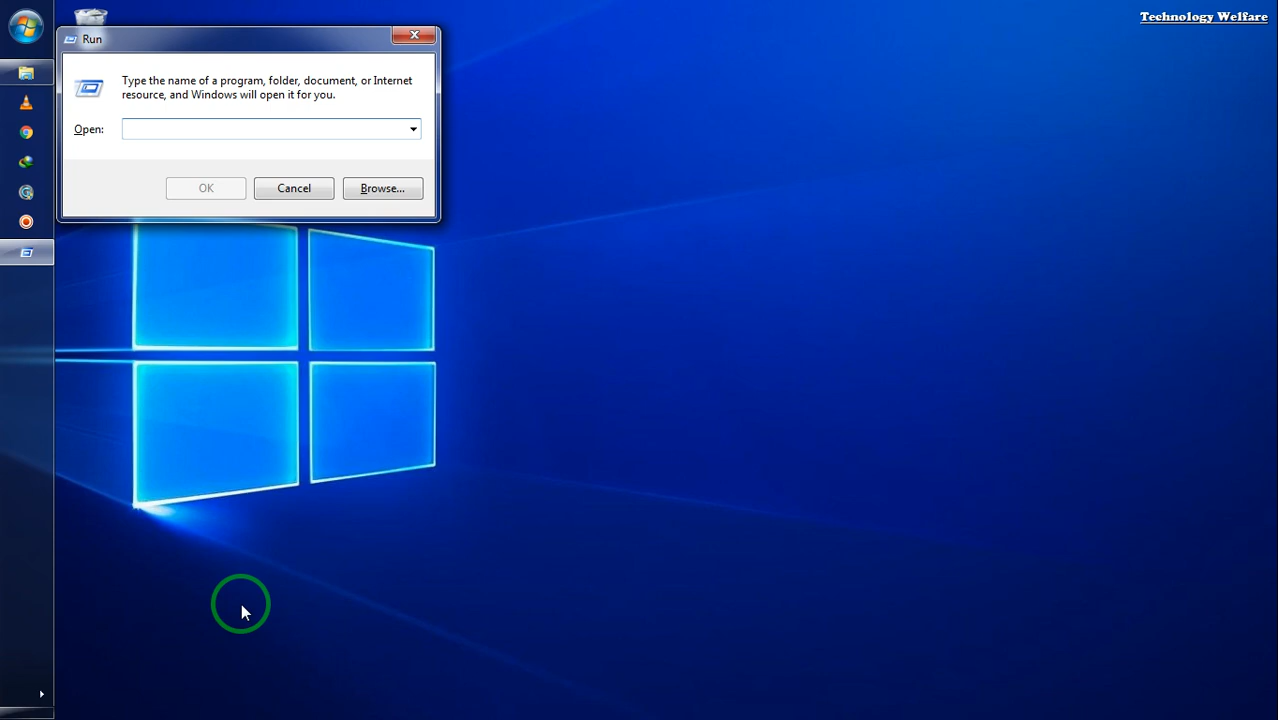 Technology Welfare
Run
Type the name of a program, folder, document, or Internet
resource, and Windows will open it for you.
Open:
OK
Cancel
Browse...